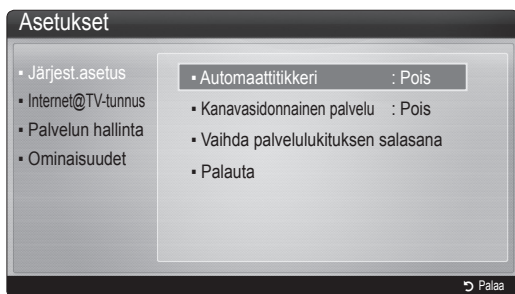 Asetukset
▪ Järjest.asetus
▪ Internet@TV-tunnus
▪ Palvelun hallinta
▪ Ominaisuudet
▪ Automaattitikkeri : Pois
▪ Kanavasidonnainen palvelu : Pois
▪ Vaihda palvelulukituksen salasana
▪ Palauta
Palaa